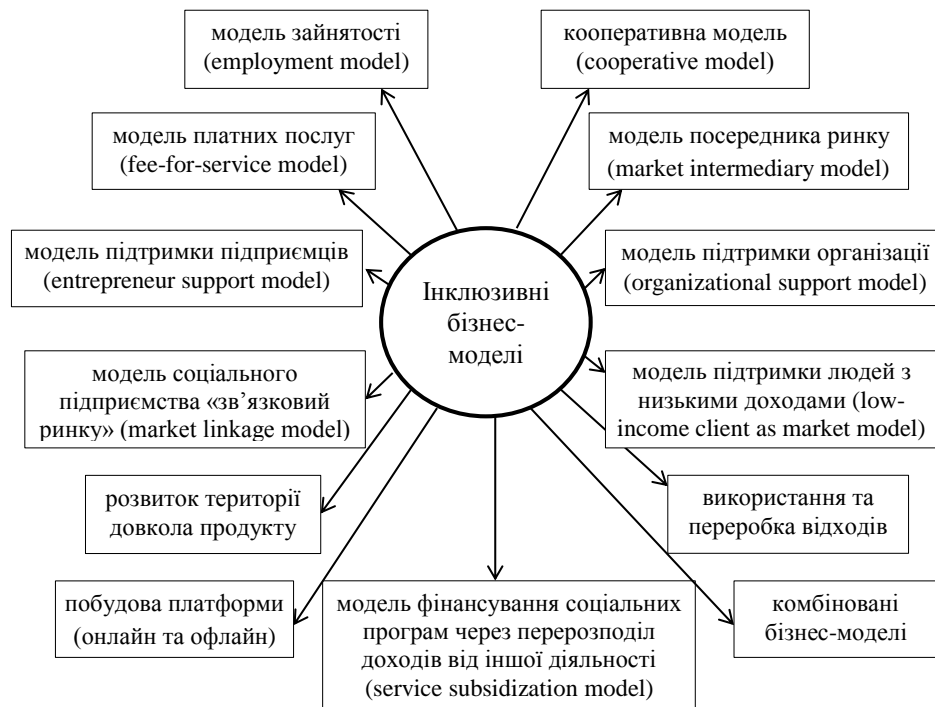 модель зайнятості
(employment model)
кооперативна модель
(cooperative model)
модель платних послуг
(fee-for-service model)
модель посередника ринку
(market intermediary model)
модель підтримки підприємців
(entrepreneur support model)
модель підтримки організації
(organizational support model)
Інклюзивні
бізнес-
моделі
модель соціального
підприємства «зв’язковий
ринку» (market linkage model)
модель підтримки людей з
низькими доходами (low-
income client as market model)
розвиток території
довкола продукту
використання та
переробка відходів
побудова платформи
(онлайн та офлайн)
модель фінансування соціальних
програм через перерозподіл
доходів від іншої діяльності
(service subsidization model)
комбіновані
бізнес-моделі